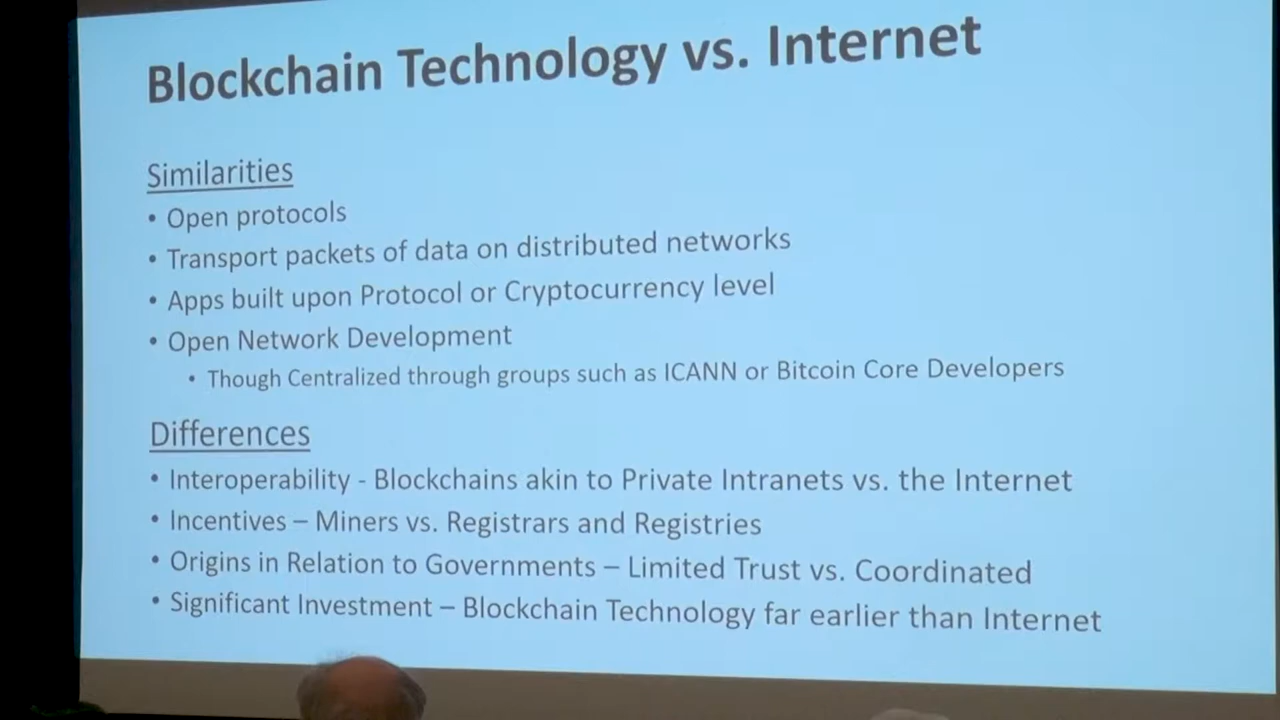 Blockchain Technology vs. Internet
Similarities
• Open protocols
• Transport packets of data on distributed networks
• Apps built upon Protocol or Cryptocurrency level
• Open Network Development
• Though Centralized through groups such as ICANN or Bitcoin Core Developers
Differences
• Interoperability - Blockchains akin to Private Intranets vs. the Internet
• Incentives – Miners vs. Registrars and Registries
• Origins in Relation to Governments – Limited Trust vs. Coordinated
• Significant Investment – Blockchain Technology far earlier than Internet